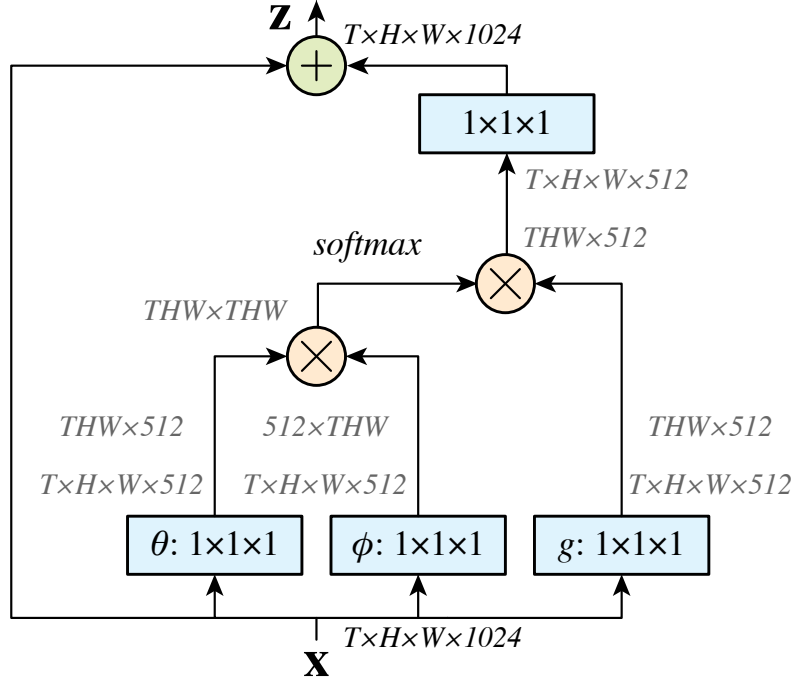 z
T×H×W×1024
+
1×1×1
T×H×W×512
THW×512
softmax
×
THW×THW
×
THW×512
512×THW
THW×512
T×H×W×512
T×H×W×512
T×H×W×512
θ: 1×1×1
ϕ: 1×1×1
g: 1×1×1
T×H×W×1024
x